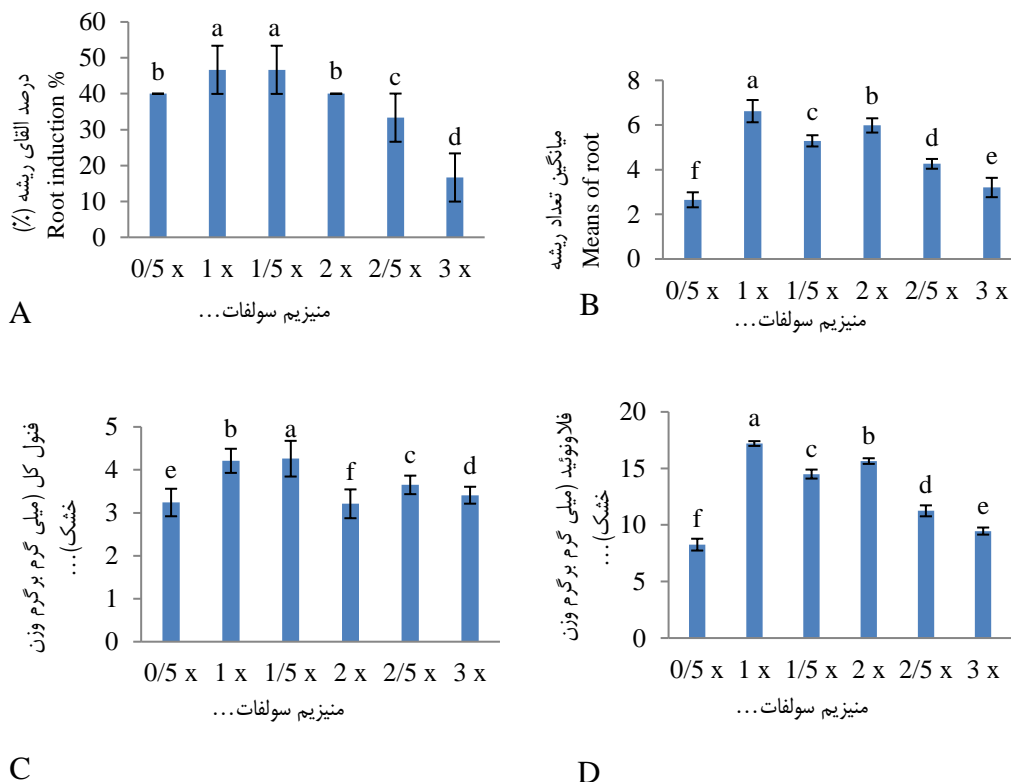 درصد القای ریشه (٪)
Root induction %
60
50
40
30
20
10
0
b
a
a
b
c
d
0/5 x 1 x 1/5 x 2 x 2/5 x 3 x
منیزیم سولفات...
A
میانگین تعداد ریشه
Means of root
8
6
4
2
0
f
a
c
b
d
e
0/5 x 1 x 1/5 x 2 x 2/5 x 3 x
منیزیم سولفات...
B
فنول کل (میلی گرم برگرم وزن
خشک)...
5
4
3
2
1
0
e
b
a
f
c
d
0/5 x 1 x 1/5 x 2 x 2/5 x 3 x
منیزیم سولفات...
C
فلاونوئید (میلی گرم برگرم وزن
خشک)...
20
15
10
5
0
f
a
c
b
d
e
0/5 x 1 x 1/5 x 2 x 2/5 x 3 x
منیزیم سولفات...
D